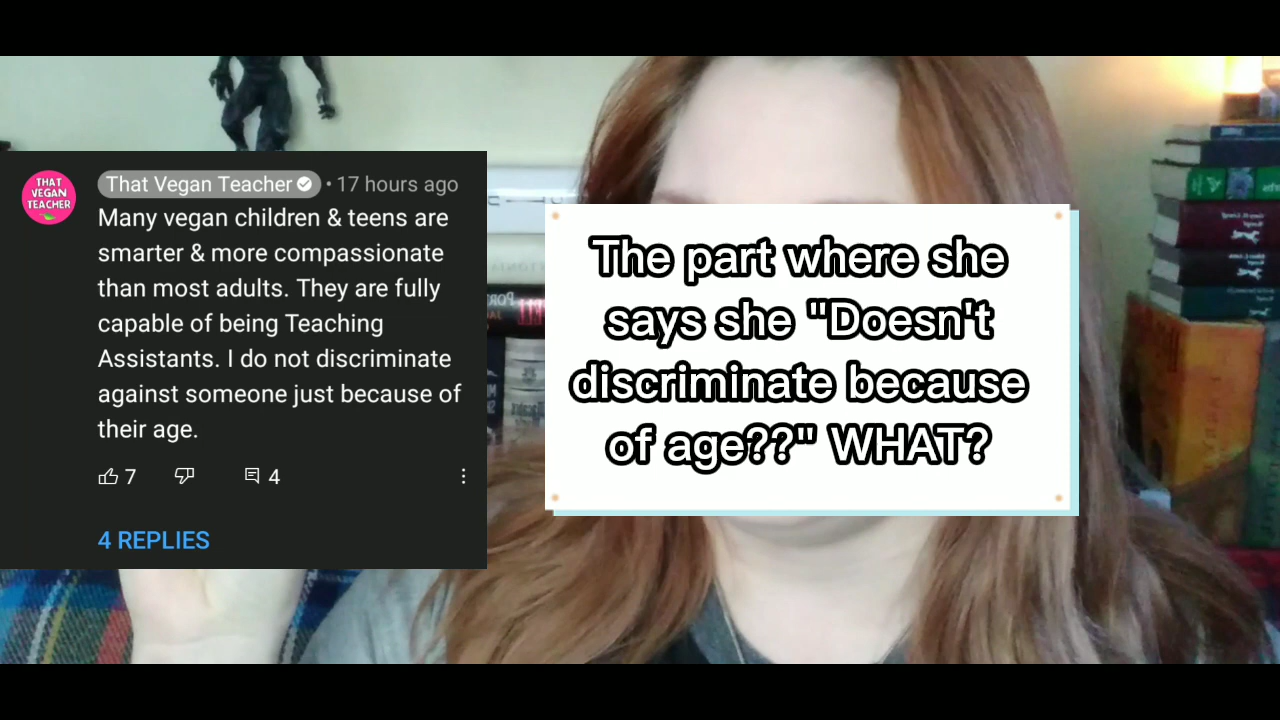 THAT
VEGAN
TEACHER
That Vegan Teacher • 17 hours ago
Many vegan children & teens are
smarter & more compassionate
than most adults. They are fully
capable of being Teaching
Assistants. I do not discriminate
against someone just because of
their age.
7
4
4 REPLIES
The part where she
says she "Doesn't
discriminate because
of age??" WHAT?